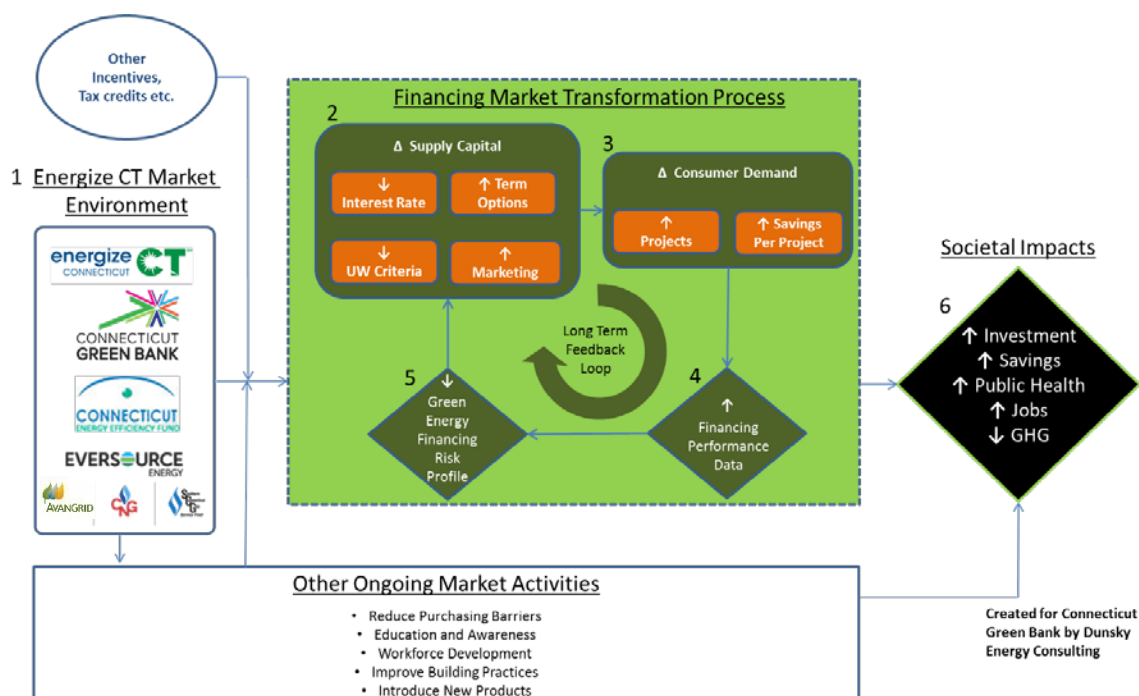 Other
Incentives,
Tax credits etc.
1 Energize CT Market
Environment
energize CT
CONNECTICUT
CONNECTICUT
GREEN BANK
CONNECTICUT
ENERGY EFFICIENCY FUND
EVERSOURCE
ENERGY
AVANGRID
CNG
Financing Market Transformation Process
2
Δ Supply Capital
↓
Interest Rate
↑ Term
Options
↓
UW Criteria
↑
Marketing
3
Δ Consumer Demand
↑
Projects
↑ Savings
Per Project
Long Term
Feedback
Loop
4
↑
Financing
Performance
Data
5
↓
Green
Energy
Financing
Risk
Profile
Societal Impacts
6
↑ Investment
↑ Savings
↑ Public Health
↑ Jobs
↓ GHG
Other Ongoing Market Activities
• Reduce Purchasing Barriers
• Education and Awareness
• Workforce Development
• Improve Building Practices
• Introduce New Products
Created for Connecticut
Green Bank by Dunsky
Energy Consulting